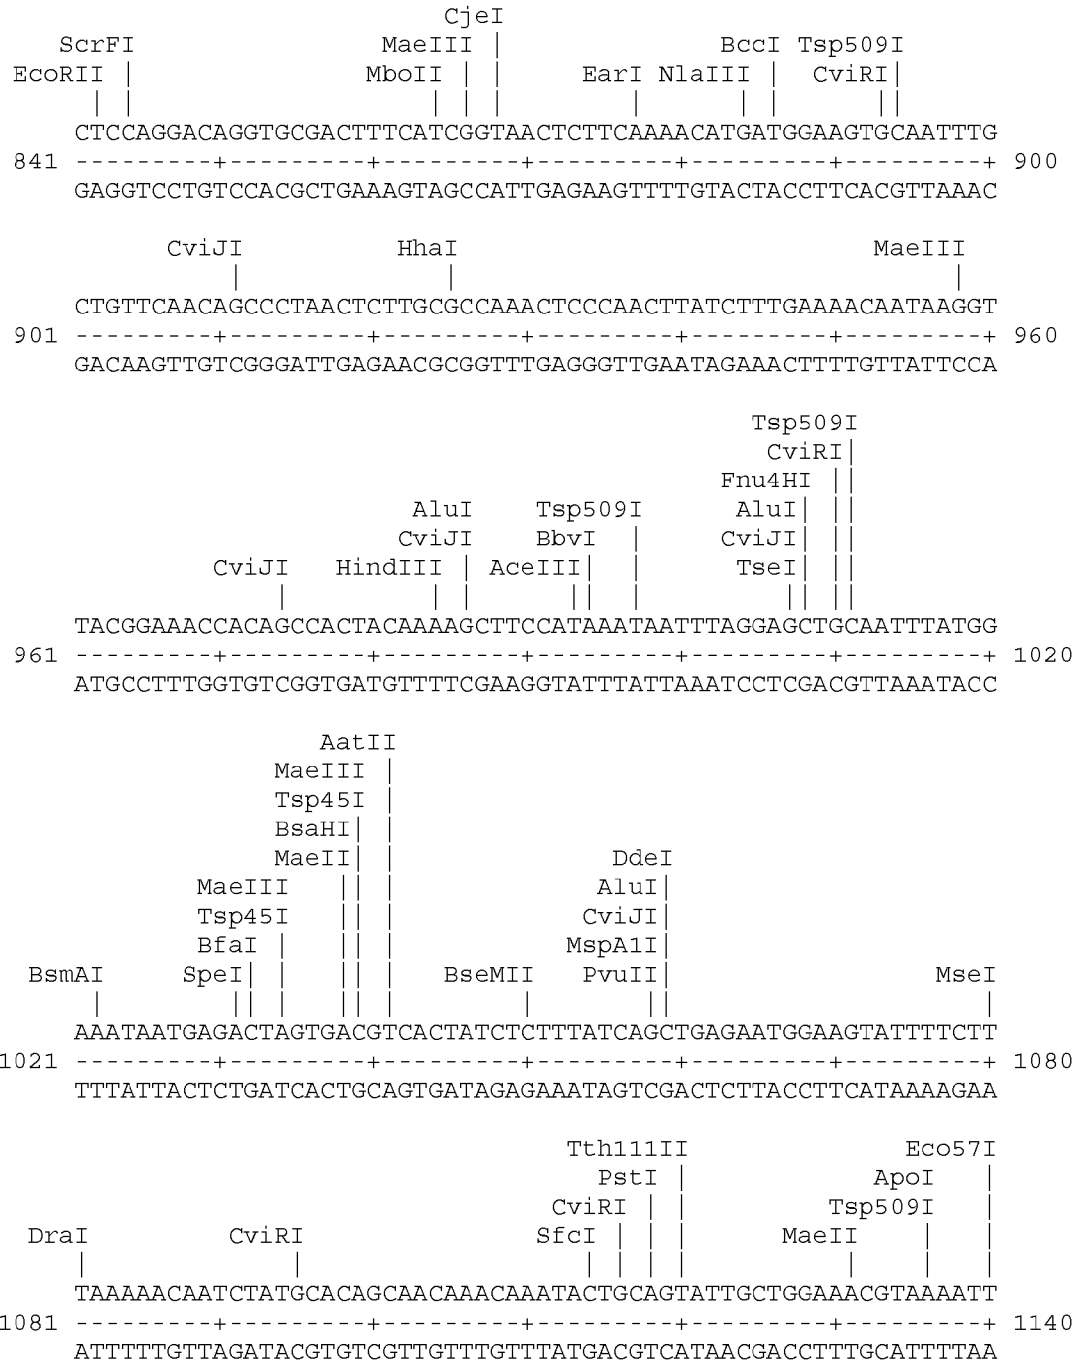 CjeI
ScrFI MaeIII | BccI Tsp509I
EcoRII | MboII | | EarI NlaIII | CviRI|
| | | | | | | | ||
CTCCAGGACAGGTGCGACTTTCATCGGTAACTCTTCAAAACATGATGGAAGTGCAATTTG
841 ---------+---------+---------+---------+---------+---------+ 900
GAGGTCCTGTCCACGCTGAAAGTAGCCATTGAGAAGTTTTGTACTACCTTCACGTTAAAC
CviJI HhaI MaeIII
| | |
CTGTTCAACAGCCCTAACTCTTGCGCCAAACTCCCAACTTATCTTTGAAAACAATAAGGT
901 ---------+---------+---------+---------+---------+---------+ 960
GACAAGTTGTCGGGATTGAGAACGCGGTTTGAGGGTTGAATAGAAACTTTTGTTATTCCA
Tsp509I
CviRI|
Fnu4HI ||
AluI Tsp509I AluI| ||
CviJI BbvI | CviJI| ||
CviJI HindIII | AceIII| | TseI| ||
| | | || | || ||
TACGGAAACCACAGCCACTACAAAAGCTTCCATAAATAATTTAGGAGCTGCAATTTATGG
961 ---------+---------+---------+---------+---------+---------+ 1020
ATGCCTTTGGTGTCGGTGATGTTTTCGAAGGTATTTATTAAATCCTCGACGTTAAATACC
AatII
MaeIII |
Tsp45I |
BsaHI| |
MaeII|| | DdeI
MaeIII || | AluI|
Tsp45I || | CviJI|
BfaI | || | MspA1I|
BsmAI SpeI| | || | BseMII PvuII| MseI
| || | || | | || |
AAATAATGAGACTAGTGACGTCACTATCTCTTTATCAGCTGAGAATGGAAGTATTTTCTT
1021 ---------+---------+---------+---------+---------+---------+ 1080
TTTATTACTCTGATCACTGCAGTGATAGAGAAATAGTCGACTCTTACCTTCATAAAAGAA
Tth111II Eco57I
PstI | ApoI |
CviRI | | Tsp509I |
DraI CviRI SfcI | | | MaeII | |
| | | | | | | | |
TAAAAACAATCTATGCACAGCAACAAACAAATACTGCAGTATTGCTGGAAACGTAAAATT
1081 ---------+---------+---------+---------+---------+---------+ 1140
ATTTTTGTTAGATACGTGTCGTTGTTTGTTTATGACGTCATAACGACCTTTGCATTTTAA